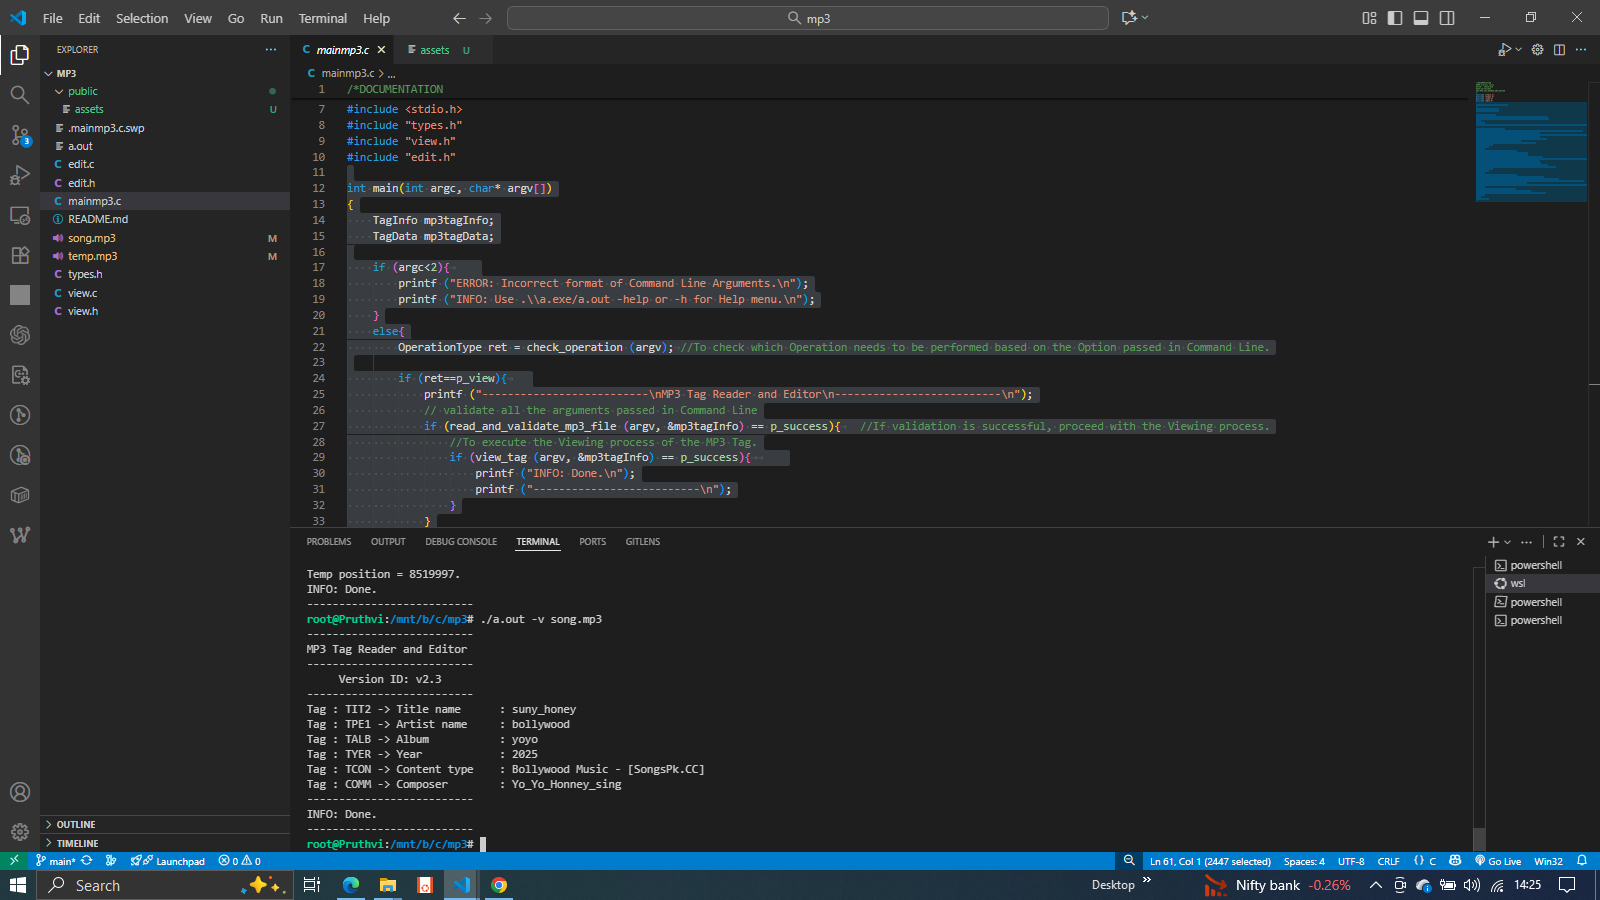 File Edit Selection View Go Run Terminal Help
mp3
EXPLORER
MP3
public
assets U
.mainmp3.c.swp
a.out
C edit.c
C edit.h
C mainmp3.c
README.md
song.mp3 M
temp.mp3 M
C types.h
C view.c
C view.h
OUTLINE
TIMELINE
3
C mainmp3.c
assets U
C mainmp3.c > ...
1 /*DOCUMENTATION
7 #include <stdio.h>
8 #include "types.h"
9 #include "view.h"
10 #include "edit.h"
11
12 int main(int argc, char* argv[])
13 {
14 TagInfo mp3tagInfo;
15 TagData mp3tagData;
16
17 if (argc<2){
18 printf ("ERROR: Incorrect format of Command Line Arguments.\n");
19 printf ("INFO: Use .\\a.exe/a.out -help or -h for Help menu.\n");
20 }
21 else{
22 OperationType ret = check_operation (argv); //To check which Operation needs to be performed based on the Option passed in Command Line.
23
24 if (ret==p_view){
25 printf ("--------------------------\nMP3 Tag Reader and Editor\n--------------------------\n");
26 // validate all the arguments passed in Command Line
27 if (read_and_validate_mp3_file (argv, &mp3tagInfo) == p_success){ //If validation is successful, proceed with the Viewing process.
28 //To execute the Viewing process of the MP3 Tag.
29 if (view_tag (argv, &mp3tagInfo) == p_success){
30 printf ("INFO: Done.\n");
31 printf ("--------------------------\n");
32 }
33 }
PROBLEMS OUTPUT DEBUG CONSOLE TERMINAL PORTS GITLENS
Temp position = 8519997.
INFO: Done.
--------------------------
root@Pruthvi:/mnt/b/c/mp3# ./a.out -v song.mp3
--------------------------
MP3 Tag Reader and Editor
--------------------------
Version ID: v2.3
--------------------------
Tag : TIT2 -> Title name : suny_honey
Tag : TPE1 -> Artist name : bollywood
Tag : TALB -> Album : yoyo
Tag : TYER -> Year : 2025
Tag : TCON -> Content type : Bollywood Music - [SongsPk.CC]
Tag : COMM -> Composer : Yo_Yo_Honney_sing
--------------------------
INFO: Done.
--------------------------
root@Pruthvi:/mnt/b/c/mp3#
powershell
wsl
powershell
powershell
main* Launchpad 0 0 Ln 61, Col 1 (2447 selected) Spaces: 4 UTF-8 CRLF {} C Go Live Win32
Search Desktop » Nifty bank -0.26% 14:25